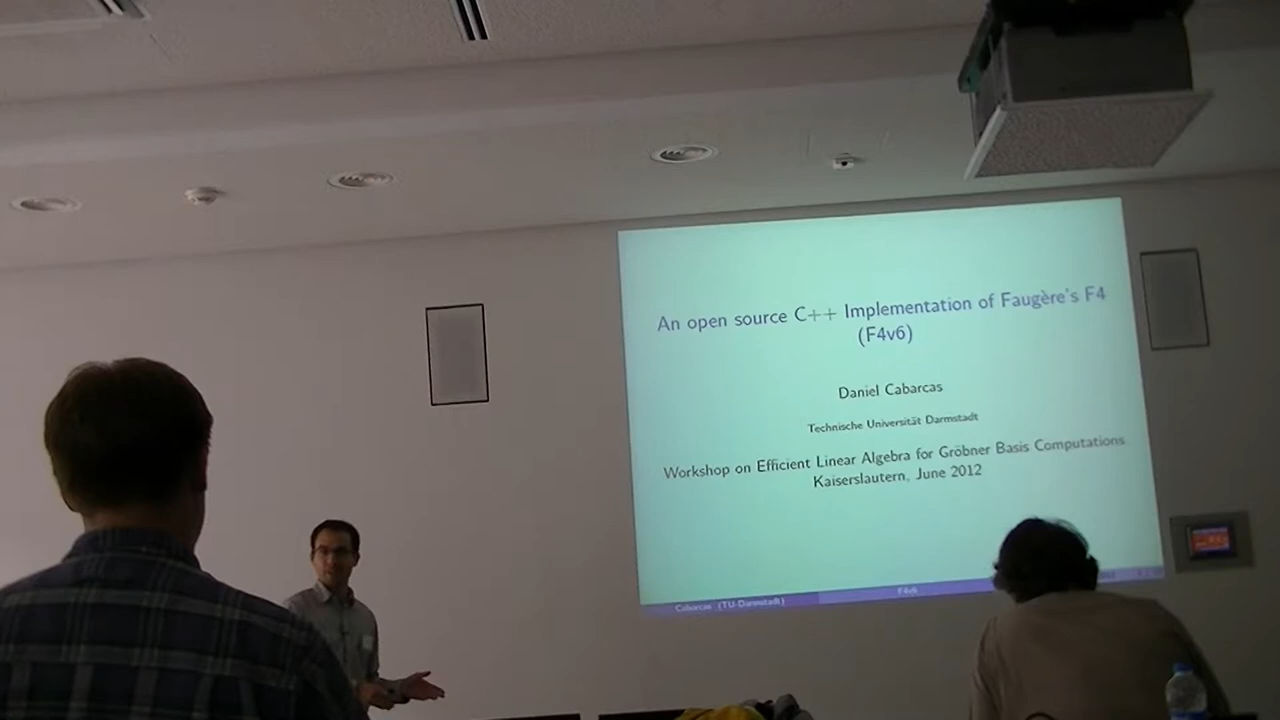 An open source C++ Implementation of Faugère's F4
(F4v6)
Daniel Cabarcas
Technische Universität Darmstadt
Workshop on Efficient Linear Algebra for Gröbner Basis Computations
Kaiserslautern, June 2012
Cabarcas (TU-Darmstadt) F4v6